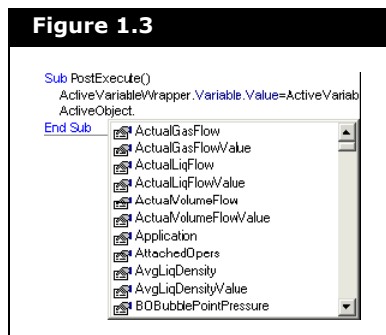 Figure 1.3
Sub PostExecute()
ActiveVariableWrapper.Variable.Value=ActiveVariab
ActiveObject.
End Sub
ActualGasFlow
ActualGasFlowValue
ActualLiqFlow
ActualLiqFlowValue
ActualVolumeFlow
ActualVolumeFlowValue
Application
AttachedOpers
AvgLiqDensity
AvgLiqDensityValue
BOBubblePointPressure